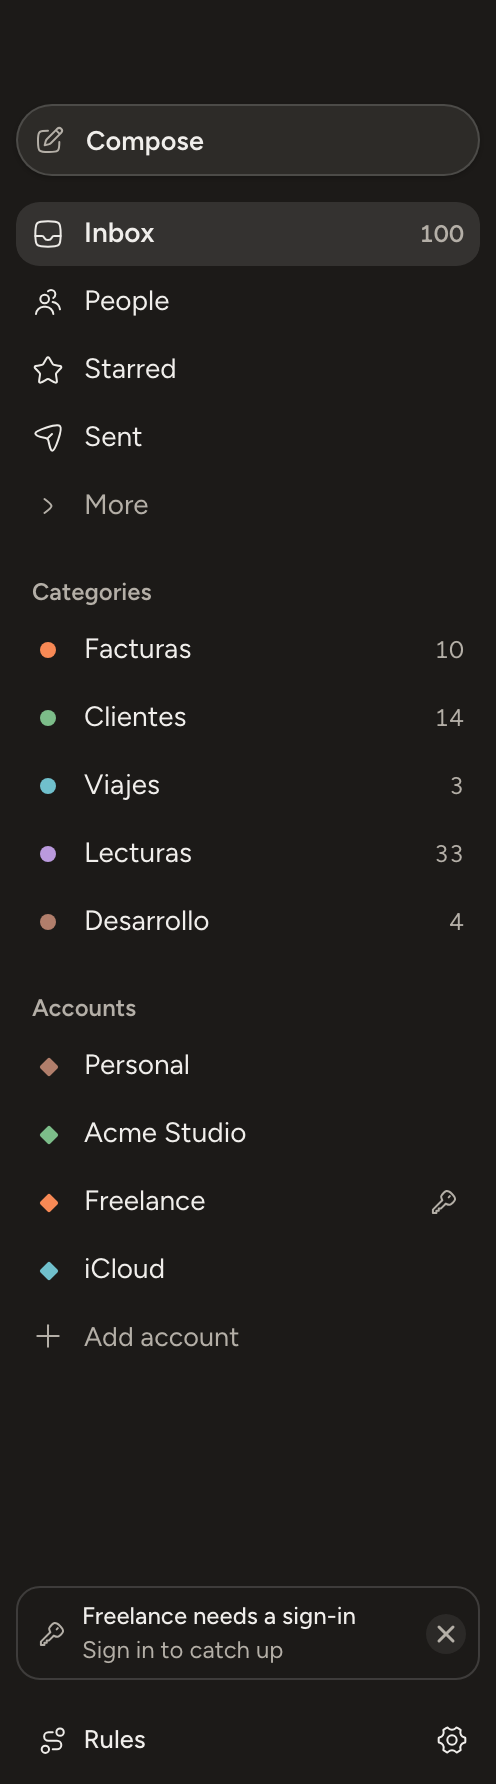 Compose
Inbox 100
People
Starred
Sent
More
Categories
Facturas 10
Clientes 14
Viajes 3
Lecturas 33
Desarrollo 4
Accounts
Personal
Acme Studio
Freelance
iCloud
Add account
Freelance needs a sign-in
Sign in to catch up
Rules